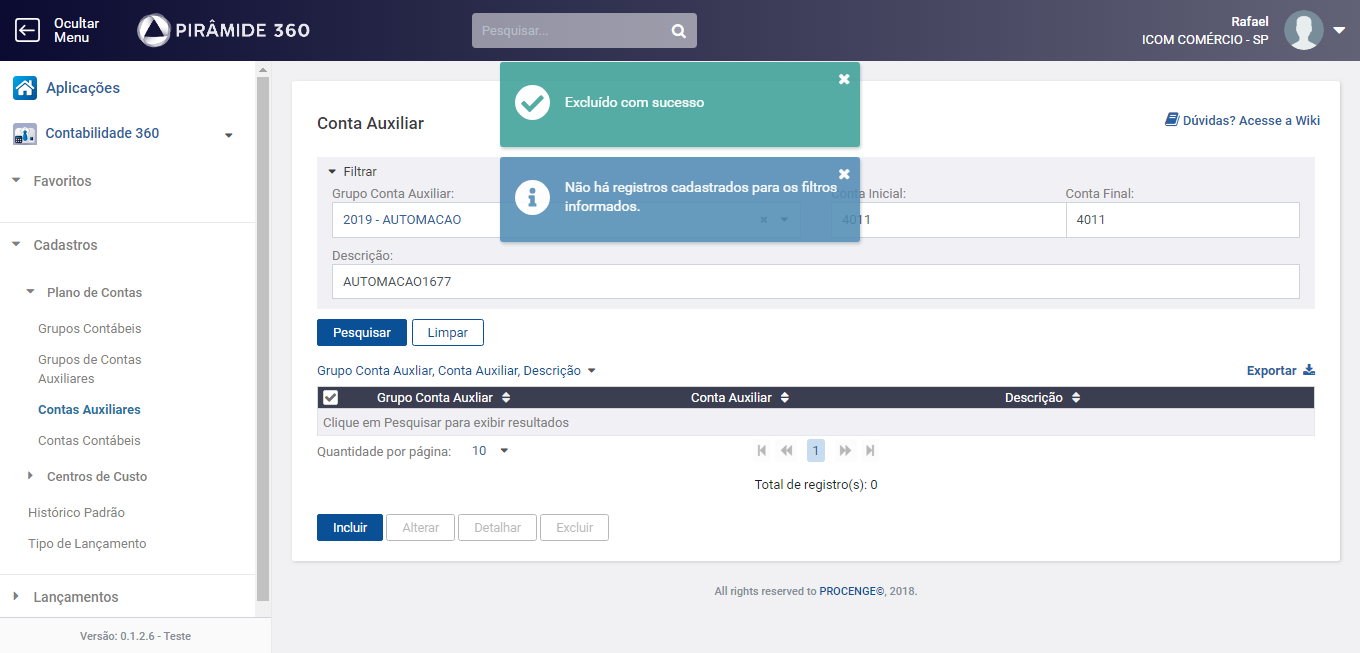 Ocultar
Menu
PIRÂMIDE 360
Pesquisar...
Rafael
ICOM COMÉRCIO - SP
Aplicações
Contabilidade 360
Favoritos
Cadastros
Plano de Contas
Grupos Contábeis
Grupos de Contas
Auxiliares
Contas Auxiliares
Contas Contábeis
Centros de Custo
Histórico Padrão
Tipo de Lançamento
Lançamentos
Versão: 0.1.2.6 - Teste
Excluído com sucesso
Não há registros cadastrados para os filtros
informados.
Conta Auxiliar
Dúvidas? Acesse a Wiki
Filtrar
Grupo Conta Auxiliar:
Conta Inicial:
Conta Final:
2019 - AUTOMACAO
4011
4011
Descrição:
AUTOMACAO1677
Pesquisar
Limpar
Grupo Conta Auxliar, Conta Auxiliar, Descrição
Exportar
Grupo Conta Auxliar
Conta Auxiliar
Descrição
Clique em Pesquisar para exibir resultados
Quantidade por página: 10
1
Total de registro(s): 0
Incluir
Alterar
Detalhar
Excluir
All rights reserved to PROCENGE©, 2018.